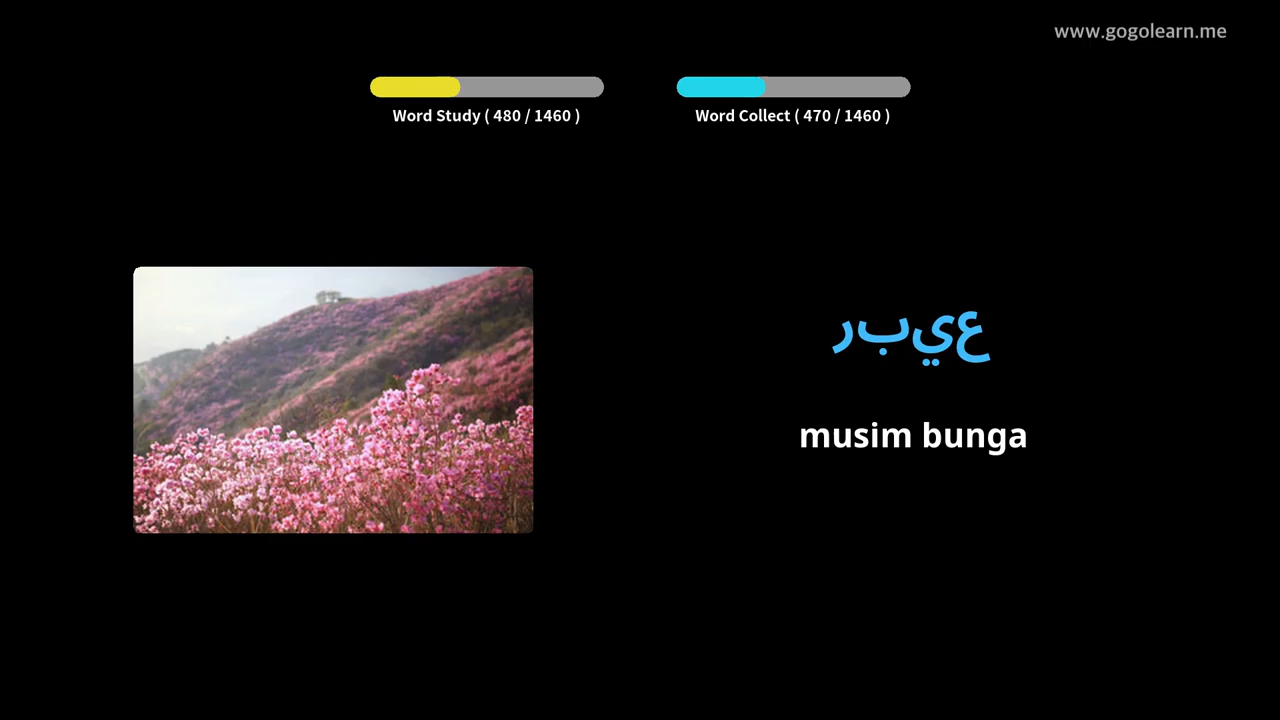 www.gogolearn.me
Word Study ( 480 / 1460 )
Word Collect ( 470 / 1460 )
ربيع
musim bunga